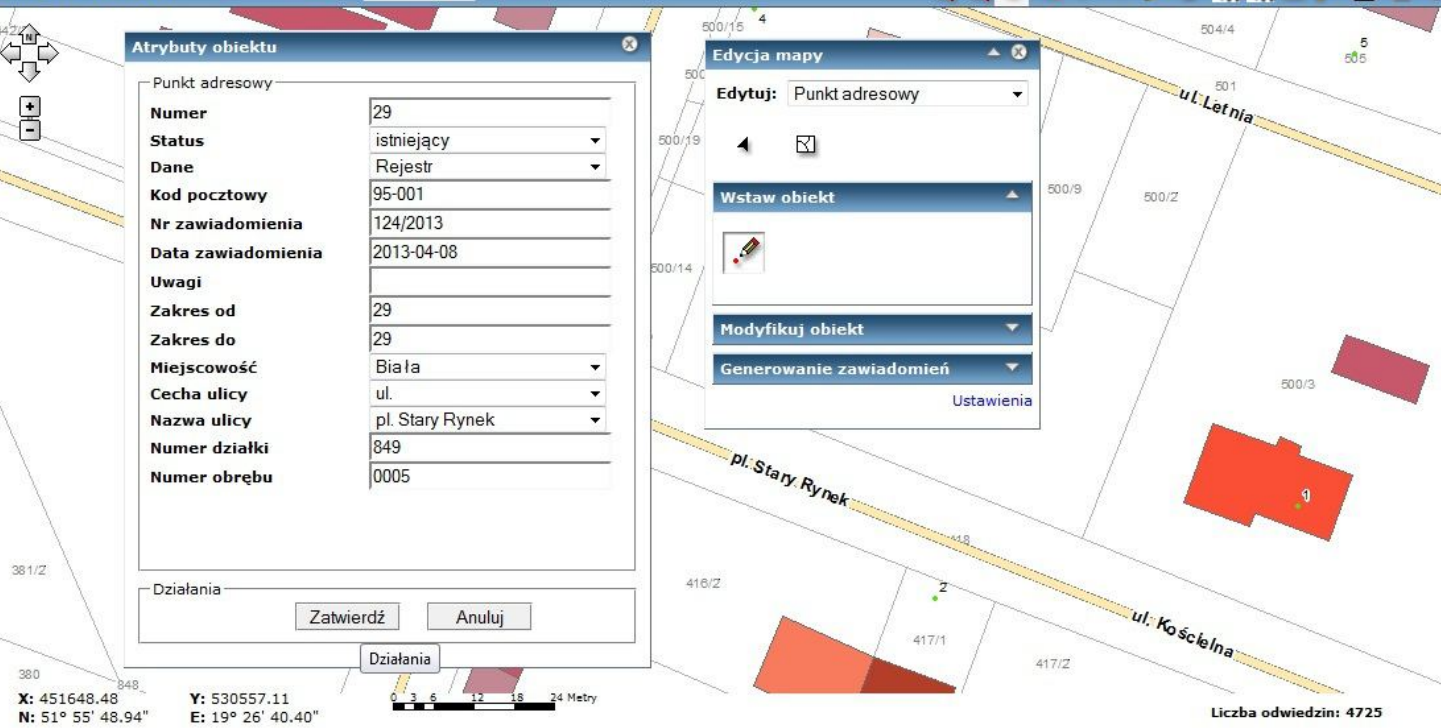 Atrybuty obiektu
Punkt adresowy
Numer 29
Status istniejący
Dane Rejestr
Kod pocztowy 95-001
Nr zawiadomienia 124/2013
Data zawiadomienia 2013-04-08
Uwagi
Zakres od 29
Zakres do 29
Miejscowość Biała
Cecha ulicy ul.
Nazwa ulicy pl. Stary Rynek
Numer działki 849
Numer obrębu 0005
Działania
Zatwierdź Anuluj
Działania
Edycja mapy
Edytuj: Punkt adresowy
Wstaw obiekt
Modyfikuj obiekt
Generowanie zawiadomień
Ustawienia
N
4
500/15
504/4
5
505
501
ul. Letnia
500/19
500/9
500/2
500/14
500/3
pl. Stary Rynek
1
418
381/2
416/2
2
ul. Kościelna
417/1
417/2
380
848
X: 451648.48 Y: 530557.11
N: 51° 55' 48.94" E: 19° 26' 40.40"
0 3 6 12 18 24 Metry
Liczba odwiedzin: 4725